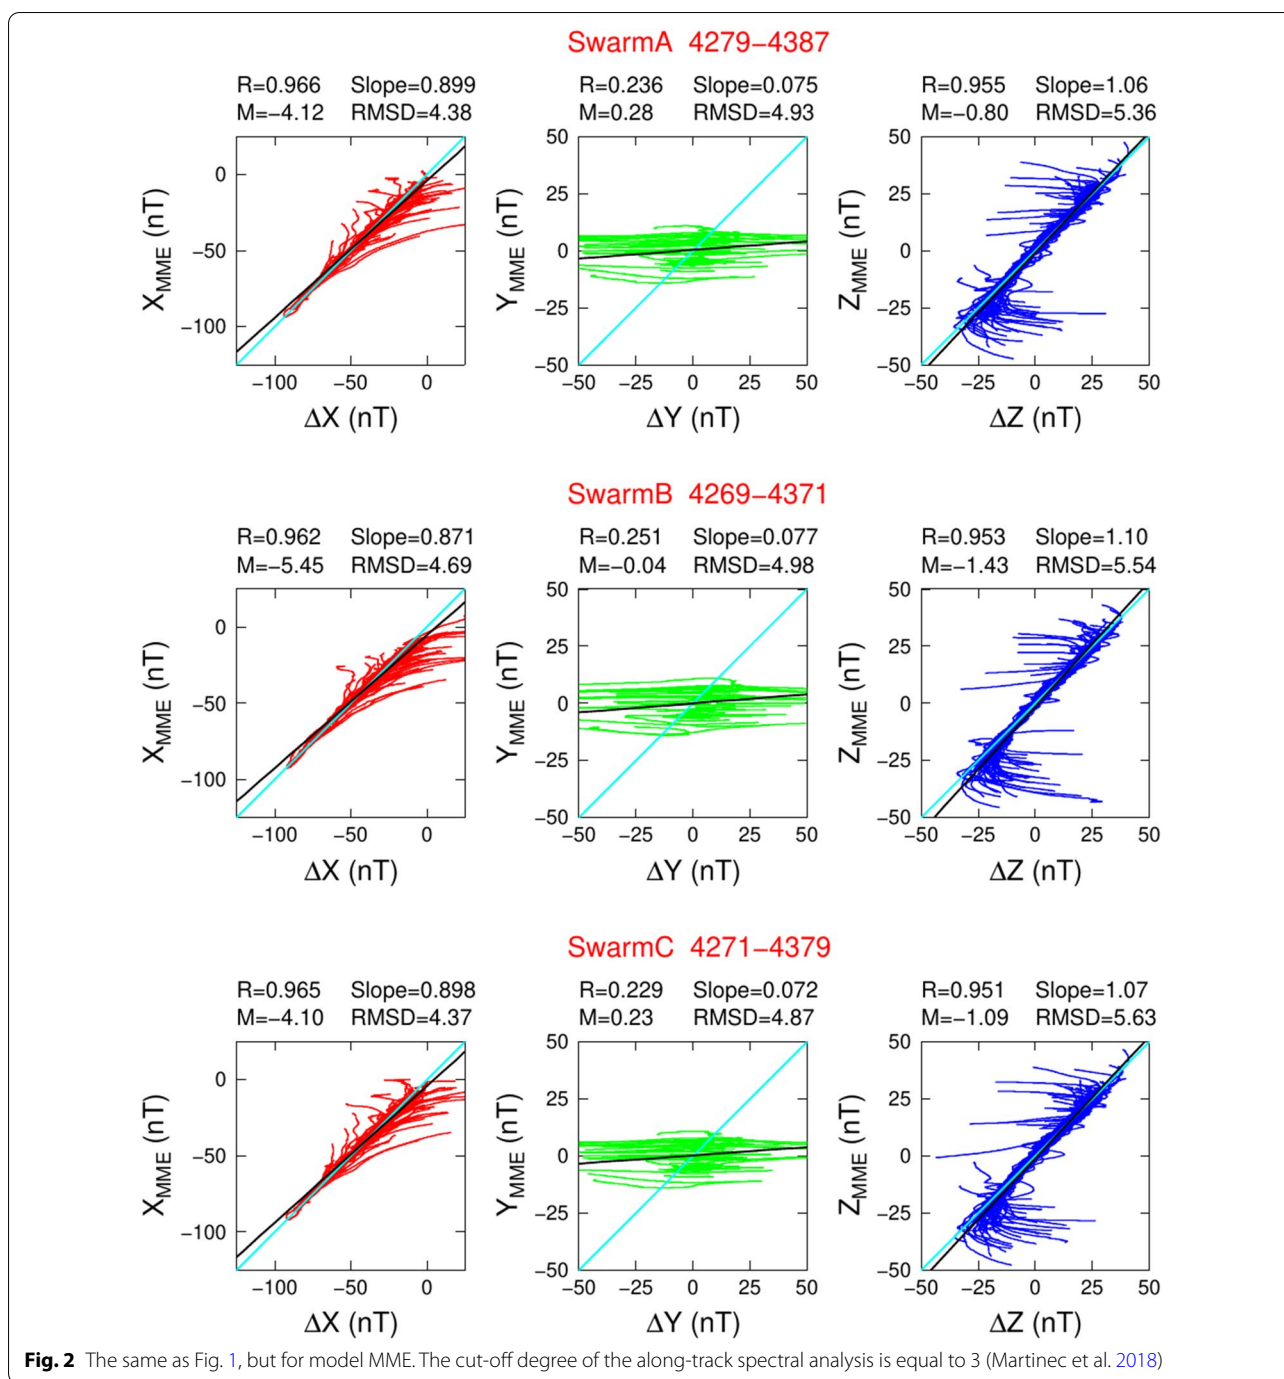 SwarmA 4279−4387
R=0.966 Slope=0.899
M=−4.12 RMSD=4.38
R=0.236 Slope=0.075
M=0.28 RMSD=4.93
R=0.955 Slope=1.06
M=−0.80 RMSD=5.36
X_MME (nT)
0
−50
−100
−100 −50 0
ΔX (nT)
Y_MME (nT)
50
25
0
−25
−50
−50 −25 0 25 50
ΔY (nT)
Z_MME (nT)
50
25
0
−25
−50
−50 −25 0 25 50
ΔZ (nT)
SwarmB 4269−4371
R=0.962 Slope=0.871
M=−5.45 RMSD=4.69
R=0.251 Slope=0.077
M=−0.04 RMSD=4.98
R=0.953 Slope=1.10
M=−1.43 RMSD=5.54
X_MME (nT)
0
−50
−100
−100 −50 0
ΔX (nT)
Y_MME (nT)
50
25
0
−25
−50
−50 −25 0 25 50
ΔY (nT)
Z_MME (nT)
50
25
0
−25
−50
−50 −25 0 25 50
ΔZ (nT)
SwarmC 4271−4379
R=0.965 Slope=0.898
M=−4.10 RMSD=4.37
R=0.229 Slope=0.072
M=0.23 RMSD=4.87
R=0.951 Slope=1.07
M=−1.09 RMSD=5.63
X_MME (nT)
0
−50
−100
−100 −50 0
ΔX (nT)
Y_MME (nT)
50
25
0
−25
−50
−50 −25 0 25 50
ΔY (nT)
Z_MME (nT)
50
25
0
−25
−50
−50 −25 0 25 50
ΔZ (nT)
Fig. 2 The same as Fig. 1, but for model MME. The cut-off degree of the along-track spectral analysis is equal to 3 (Martinec et al. 2018)